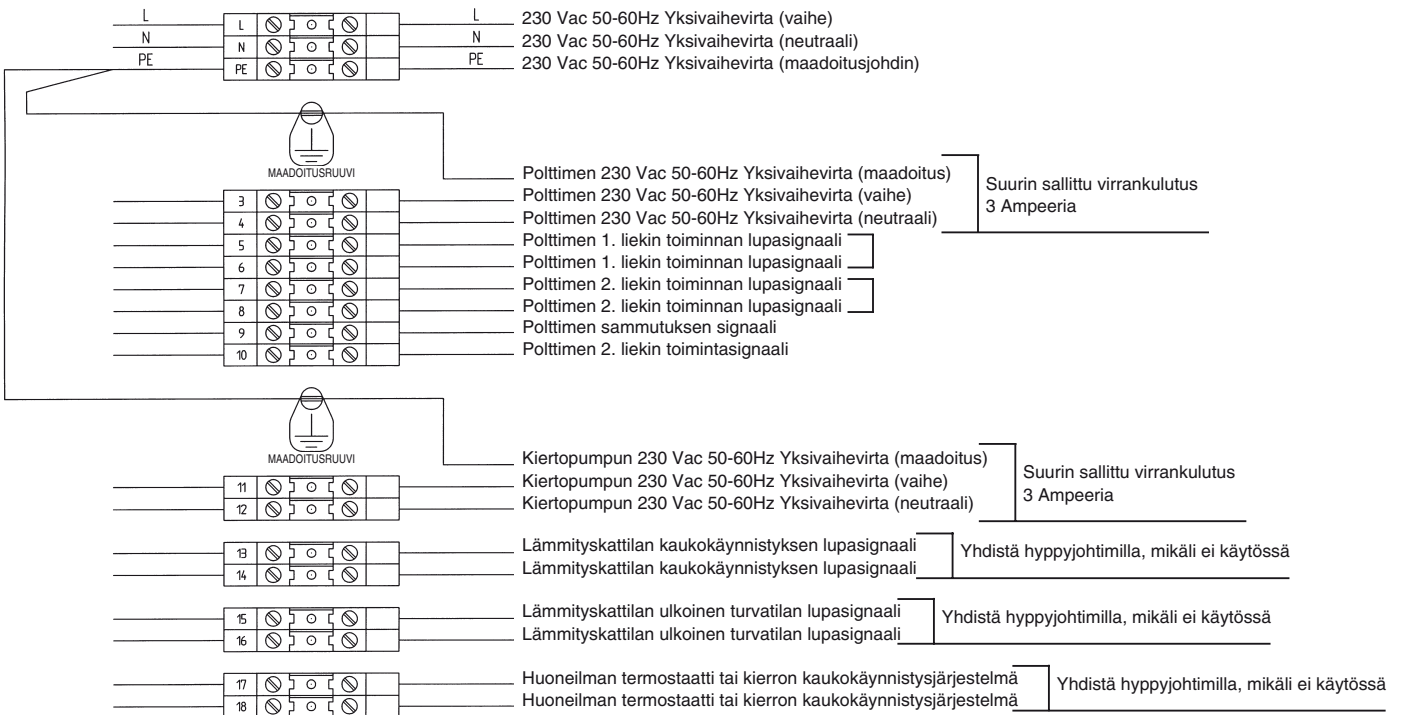 L L L 230 Vac 50-60Hz Yksivaihevirta (vaihe)
N N N 230 Vac 50-60Hz Yksivaihevirta (neutraali)
PE PE PE 230 Vac 50-60Hz Yksivaihevirta (maadoitusjohdin)
MAADOITUSRUUVI
Polttimen 230 Vac 50-60Hz Yksivaihevirta (maadoitus)
3 Polttimen 230 Vac 50-60Hz Yksivaihevirta (vaihe)
4 Polttimen 230 Vac 50-60Hz Yksivaihevirta (neutraali)
Suurin sallittu virrankulutus
3 Ampeeria
5 Polttimen 1. liekin toiminnan lupasignaali
6 Polttimen 1. liekin toiminnan lupasignaali
7 Polttimen 2. liekin toiminnan lupasignaali
8 Polttimen 2. liekin toiminnan lupasignaali
9 Polttimen sammutuksen signaali
10 Polttimen 2. liekin toimintasignaali
MAADOITUSRUUVI
Kiertopumpun 230 Vac 50-60Hz Yksivaihevirta (maadoitus)
11 Kiertopumpun 230 Vac 50-60Hz Yksivaihevirta (vaihe)
12 Kiertopumpun 230 Vac 50-60Hz Yksivaihevirta (neutraali)
Suurin sallittu virrankulutus
3 Ampeeria
13 Lämmityskattilan kaukokäynnistyksen lupasignaali
14 Lämmityskattilan kaukokäynnistyksen lupasignaali
Yhdistä hyppyjohtimilla, mikäli ei käytössä
15 Lämmityskattilan ulkoinen turvatilan lupasignaali
16 Lämmityskattilan ulkoinen turvatilan lupasignaali
Yhdistä hyppyjohtimilla, mikäli ei käytössä
17 Huoneilman termostaatti tai kierron kaukokäynnistysjärjestelmä
18 Huoneilman termostaatti tai kierron kaukokäynnistysjärjestelmä
Yhdistä hyppyjohtimilla, mikäli ei käytössä